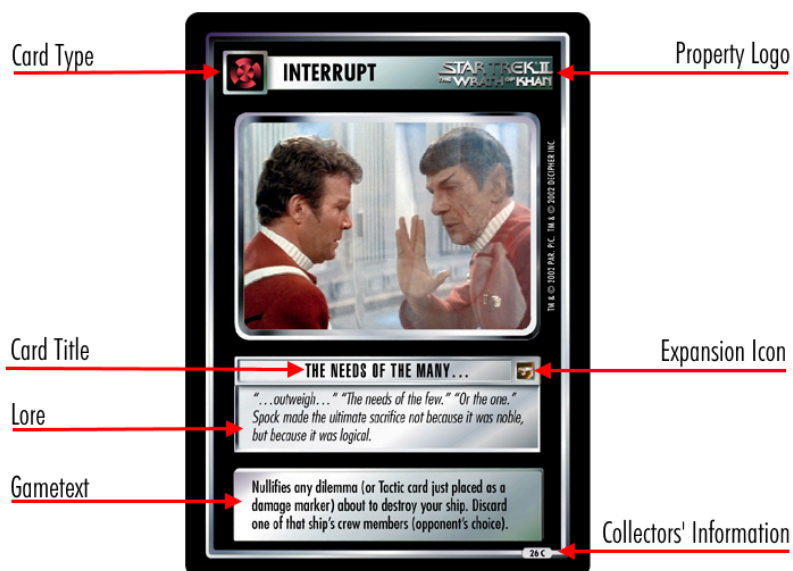 Card Type
INTERRUPT
STAR TREK II
THE WRATH OF KHAN
Property Logo
TM & © 2002 PAR. PIC. TM & © 2002 DECIPHER INC.
Card Title
THE NEEDS OF THE MANY...
Expansion Icon
Lore
"...outweigh..." "The needs of the few." "Or the one."
Spock made the ultimate sacrifice not because it was noble,
but because it was logical.
Gametext
Nullifies any dilemma (or Tactic card just placed as a
damage marker) about to destroy your ship. Discard
one of that ship's crew members (opponent's choice).
Collectors' Information
26 C